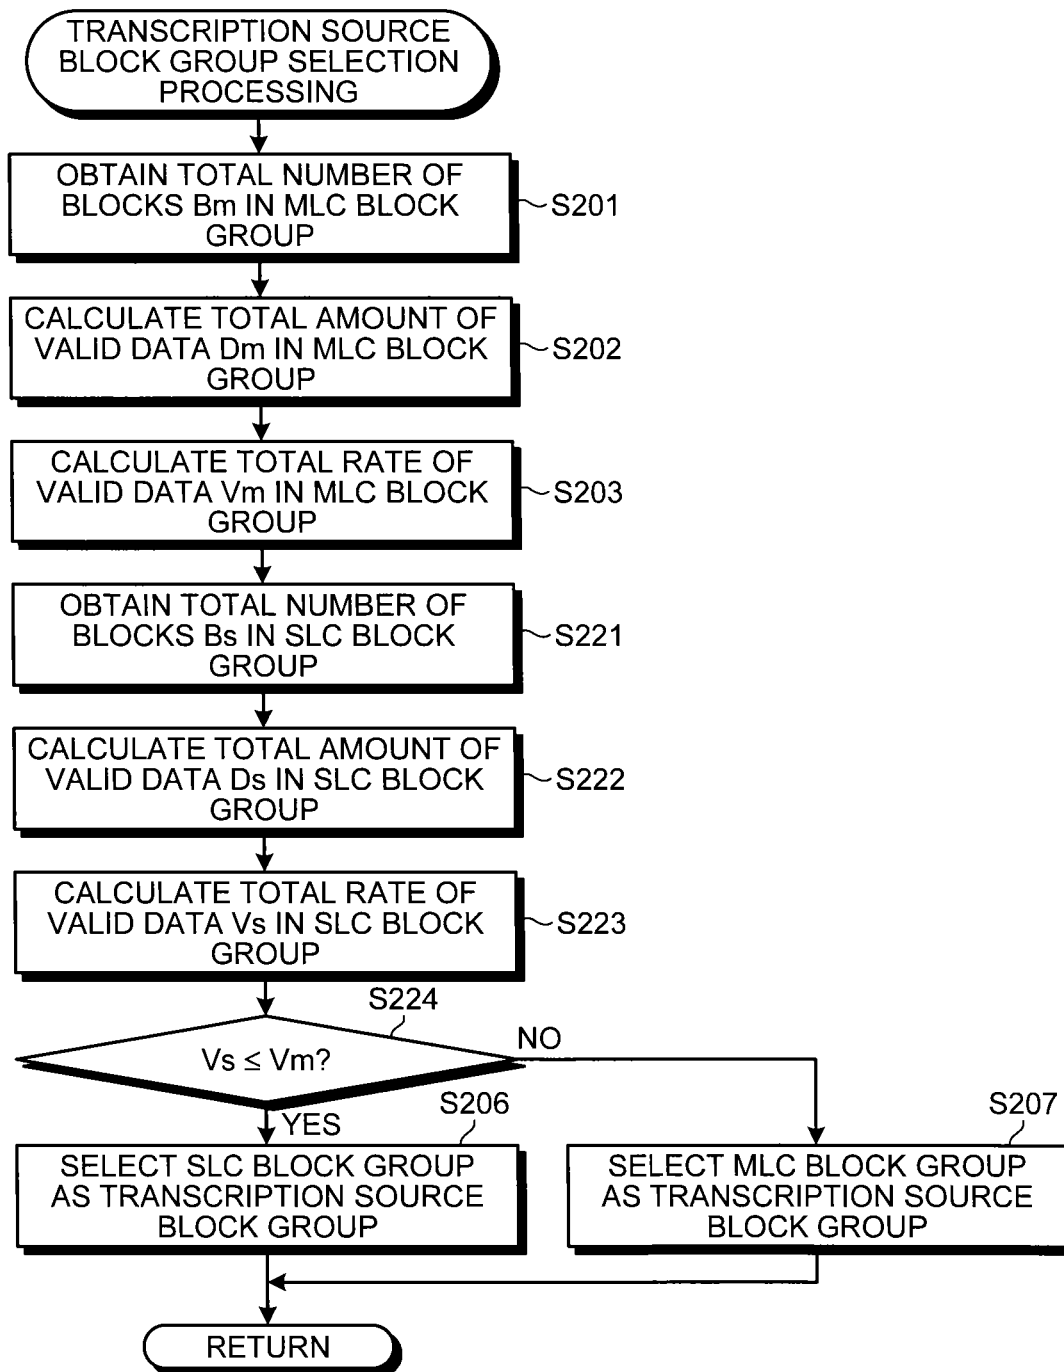 TRANSCRIPTION SOURCE
BLOCK GROUP SELECTION
PROCESSING
OBTAIN TOTAL NUMBER OF
BLOCKS Bm IN MLC BLOCK
GROUP
S201
CALCULATE TOTAL AMOUNT OF
VALID DATA Dm IN MLC BLOCK
GROUP
S202
CALCULATE TOTAL RATE OF
VALID DATA Vm IN MLC BLOCK
GROUP
S203
OBTAIN TOTAL NUMBER OF
BLOCKS Bs IN SLC BLOCK
GROUP
S221
CALCULATE TOTAL AMOUNT OF
VALID DATA Ds IN SLC BLOCK
GROUP
S222
CALCULATE TOTAL RATE OF
VALID DATA Vs IN SLC BLOCK
GROUP
S223
S224
Vs ≤ Vm?
NO
YES
S206
SELECT SLC BLOCK GROUP
AS TRANSCRIPTION SOURCE
BLOCK GROUP
S207
SELECT MLC BLOCK GROUP
AS TRANSCRIPTION SOURCE
BLOCK GROUP
RETURN